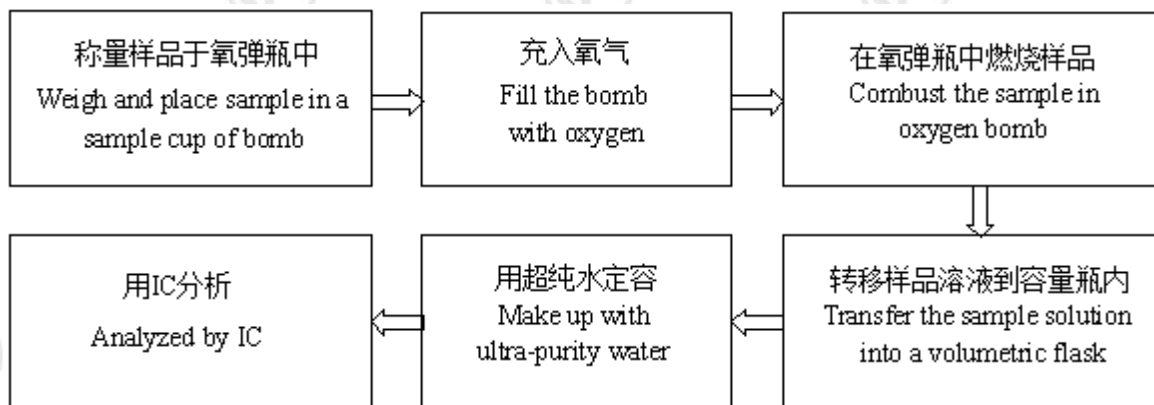 称量样品于氧弹瓶中
Weigh and place sample in a
sample cup of bomb
充入氧气
Fill the bomb
with oxygen
在氧弹瓶中燃烧样品
Combust the sample in
oxygen bomb
转移样品溶液到容量瓶内
Transfer the sample solution
into a volumetric flask
用超纯水定容
Make up with
ultra-purity water
用IC分析
Analyzed by IC